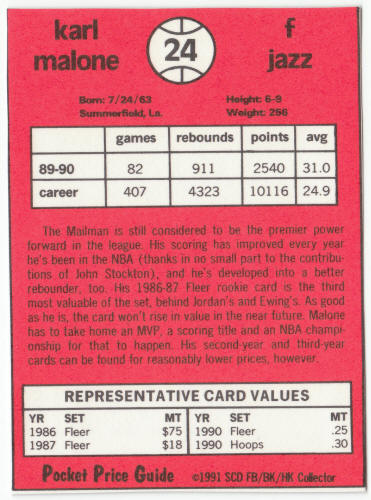 karl malone 24 f jazz
Born: 7/24/63 Height: 6-9
Summerfield, La. Weight: 256
games rebounds points avg
89-90 82 911 2540 31.0
career 407 4323 10116 24.9
The Mailman is still considered to be the premier power
forward in the league. His scoring has improved every year
he's been in the NBA (thanks in no small part to the contribu-
tions of John Stockton), and he's developed into a better
rebounder, too. His 1986-87 Fleer rookie card is the third
most valuable of the set, behind Jordan's and Ewing's. As good
as he is, the card won't rise in value in the near future. Malone
has to take home an MVP, a scoring title and an NBA champi-
onship for that to happen. His second-year and third-year
cards can be found for reasonably lower prices, however.
REPRESENTATIVE CARD VALUES
YR SET MT YR SET MT
1986 Fleer $75 1990 Fleer .25
1987 Fleer $18 1990 Hoops .30
Pocket Price Guide ©1991 SCD FB/BK/HK Collector